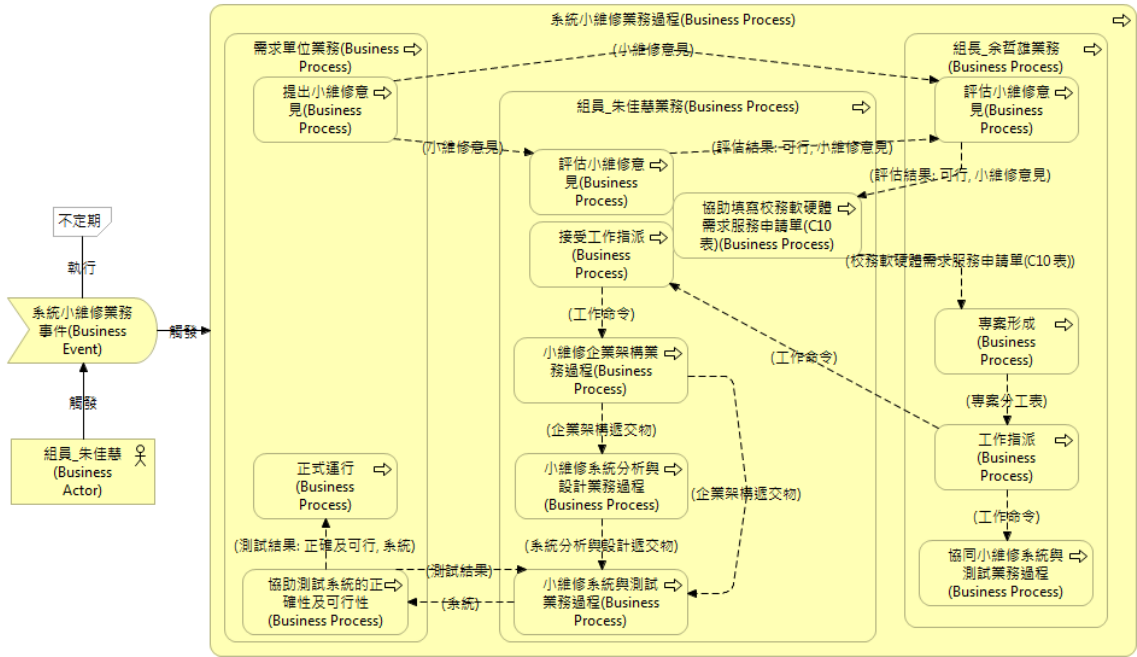 系統小維修業務過程(Business Process)
需求單位業務(Business
Process)
提出小維修意
見(Business
Process)
(小維修意見)
組長_余哲雄業務
(Business Process)
評估小維修意
見(Business
Process)
組員_朱佳慧業務(Business Process)
(小維修意見)
評估小維修意
見(Business
Process)
(評估結果: 可行, 小維修意見)
(評估結果: 可行, 小維修意見)
協助填寫校務軟硬體
需求服務申請單(C10
表)(Business Process)
接受工作指派
(Business
Process)
(校務軟硬體需求服務申請單(C10表))
不定期
執行
系統小維修業務
事件(Business
Event)
觸發
觸發
組員_朱佳慧
(Business
Actor)
(工作命令)
小維修企業架構業
務過程(Business
Process)
(工作命令)
專案形成
(Business
Process)
(專案分工表)
工作指派
(Business
Process)
(企業架構遞交物)
小維修系統分析與
設計業務過程
(Business Process)
(企業架構遞交物)
正式運行
(Business
Process)
(工作命令)
(測試結果: 正確及可行, 系統)
(系統分析與設計遞交物)
協同小維修系統與
測試業務過程
(Business Process)
(測試結果)
協助測試系統的正
確性及可行性
(Business Process)
(系統)
小維修系統與測試
業務過程(Business
Process)